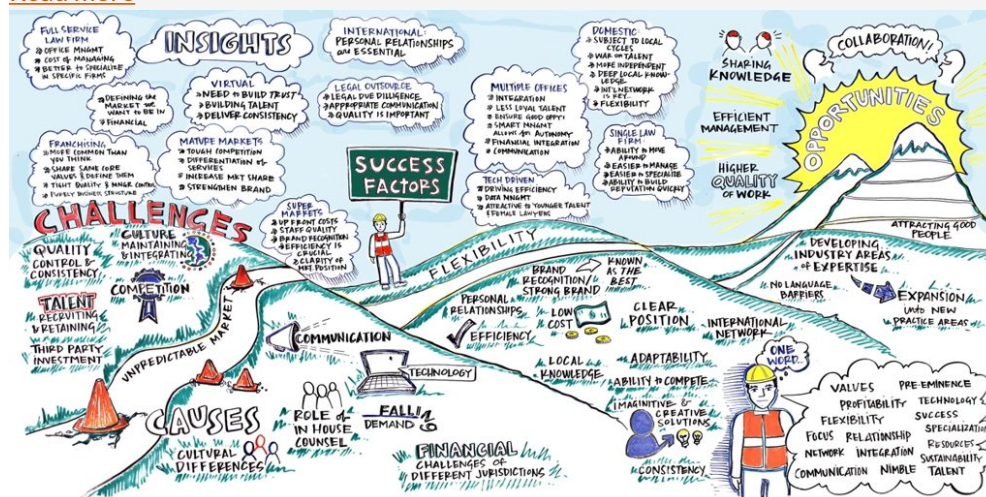 Read More
FULL SERVICE
LAW FIRM
OFFICE MNGMT
COST OF MANAGING
BETTER to SPECIALIZE
IN SPECIFIC FIRMS
INSIGHTS
INTERNATIONAL:
PERSONAL RELATIONSHIPS
are ESSENTIAL
DOMESTIC:
SUBJECT TO LOCAL
CYCLES
WAR on TALENT
MORE INDEPENDENT
DEEP LOCAL KNOW-
LEDGE
INT'L NETWORK
IS KEY
FLEXIBILITY
SHARING
KNOWLEDGE
EFFICIENT
MANAGEMENT
HIGHER
QUALITY
OF WORK
COLLABORATION!
OPPORTUNITIES
DEFINING the
MARKET you
WANT to BE IN
FINANCIAL
VIRTUAL
NEED to BUILD TRUST
BUILDING TALENT
DELIVER CONSISTENCY
LEGAL OUTSOURCE
LEGAL DUE DILIGENCE
APPROPRIATE COMMUNICATION
QUALITY IS IMPORTANT
MULTIPLE OFFICES
INTEGRATION
LESS LOYAL TALENT
ENSURE GOOD OPPTY
SMART MNGMT
ALLOWS for AUTONOMY
FINANCIAL INTEGRATION
COMMUNICATION
SINGLE LAW
FIRM
ABILITY to MOVE
AROUND
EASIER to MANAGE
EASIER to SPECIALIZE
ABILITY to BUILD
REPUTATION QUICKLY
FRANCHISING
MORE COMMON THAN
YOU THINK
SHARE SAME CORE
VALUES & DEFINE THEM
TIGHT QUALITY & MNGR CONTROL
PURELY BUSINESS STRUCTURE
MATURE MARKETS
TOUGH COMPETITION
DIFFERENTIATION of
SERVICES
INCREASE MKT SHARE
STRENGTHEN BRAND
SUCCESS
FACTORS
TECH DRIVEN
DRIVING EFFICIENCY
DATA MNGMT
ATTRACTIVE to YOUNGER TALENT
& FEMALE LAWYERS
SUPER
MARKETS
UP FRONT COSTS
STAFF QUALITY
BRAND RECOGNITION
EFFICIENCY IS
CRUCIAL
CLARITY OF
MKT POSITION
CHALLENGES
QUALITY
CONTROL &
CONSISTENCY
CULTURE
MAINTAINING
& INTEGRATING
COMPETITION
TALENT
RECRUITING
& RETAINING
THIRD PARTY
INVESTMENT
UNPREDICTABLE MARKET
FLEXIBILITY
ATTRACTING GOOD
PEOPLE
DEVELOPING
INDUSTRY AREAS
of EXPERTISE
NO LANGUAGE
BARRIERS
EXPANSION
into NEW
PRACTICE AREAS
BRAND
RECOGNITION/
STRONG BRAND
KNOWN
AS THE
BEST
PERSONAL
RELATIONSHIPS
EFFICIENCY
LOW
COST
CLEAR
POSITION
INTERNATIONAL
NETWORK
LOCAL
KNOWLEDGE
ADAPTABILITY
ABILITY to COMPETE
IMAGINITIVE &
CREATIVE
SOLUTIONS
CONSISTENCY
COMMUNICATION
TECHNOLOGY
CAUSES
ROLE of
IN HOUSE
COUNSEL
FALLING
DEMAND
CULTURAL
DIFFERENCES
FINANCIAL
CHALLENGES OF
DIFFERENT JURISDICTIONS
ONE
WORD...
VALUES PRE-EMINENCE
PROFITABILITY TECHNOLOGY
FLEXIBILITY SUCCESS
SPECIALIZATION
FOCUS RELATIONSHIP RESOURCES
NETWORK INTEGRATION SUSTAINABILITY
COMMUNICATION NIMBLE TALENT